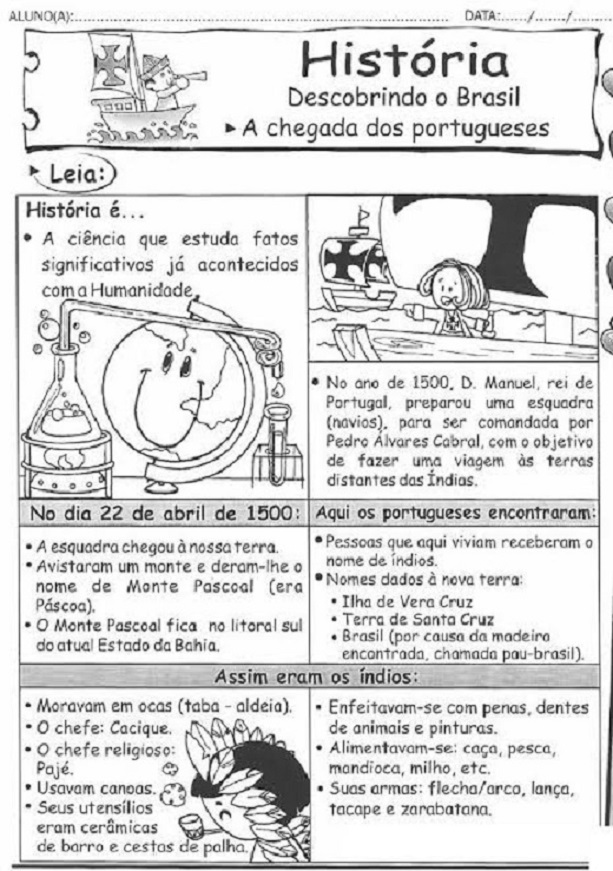 ALUNO(A):
DATA:....../......./.......
História
Descobrindo o Brasil
▸ A chegada dos portugueses
▸ Leia:
História é...
• A ciência que estuda fatos
significativos já acontecidos
com a Humanidade.
• No ano de 1500, D. Manuel, rei de
Portugal, preparou uma esquadra
(navios), para ser comandada por
Pedro Álvares Cabral, com o objetivo
de fazer uma viagem às terras
distantes das Índias.
No dia 22 de abril de 1500:
• A esquadra chegou à nossa terra.
• Avistaram um monte e deram-lhe o
nome de Monte Pascoal (era
Páscoa).
• O Monte Pascoal fica no litoral sul
do atual Estado da Bahia.
Aqui os portugueses encontraram:
• Pessoas que aqui viviam receberam o
nome de índios.
• Nomes dados à nova terra:
• Ilha de Vera Cruz
• Terra de Santa Cruz
• Brasil (por causa da madeira
encontrada, chamada pau-brasil).
Assim eram os índios:
• Moravam em ocas (taba - aldeia).
• O chefe: Cacique.
• O chefe religioso:
Pajé.
• Usavam canoas.
• Seus utensílios
eram cerâmicas
de barro e cestas de palha.
• Enfeitavam-se com penas, dentes
de animais e pinturas.
• Alimentavam-se: caça, pesca,
mandioca, milho, etc.
• Suas armas: flecha/arco, lança,
tacape e zarabatana.